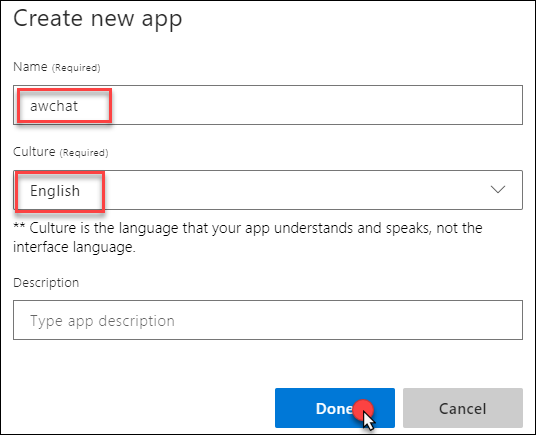 Create new app
Name (Required)
awchat
Culture (Required)
English
** Culture is the language that your app understands and speaks, not the
interface language.
Description
Type app description
Done
Cancel